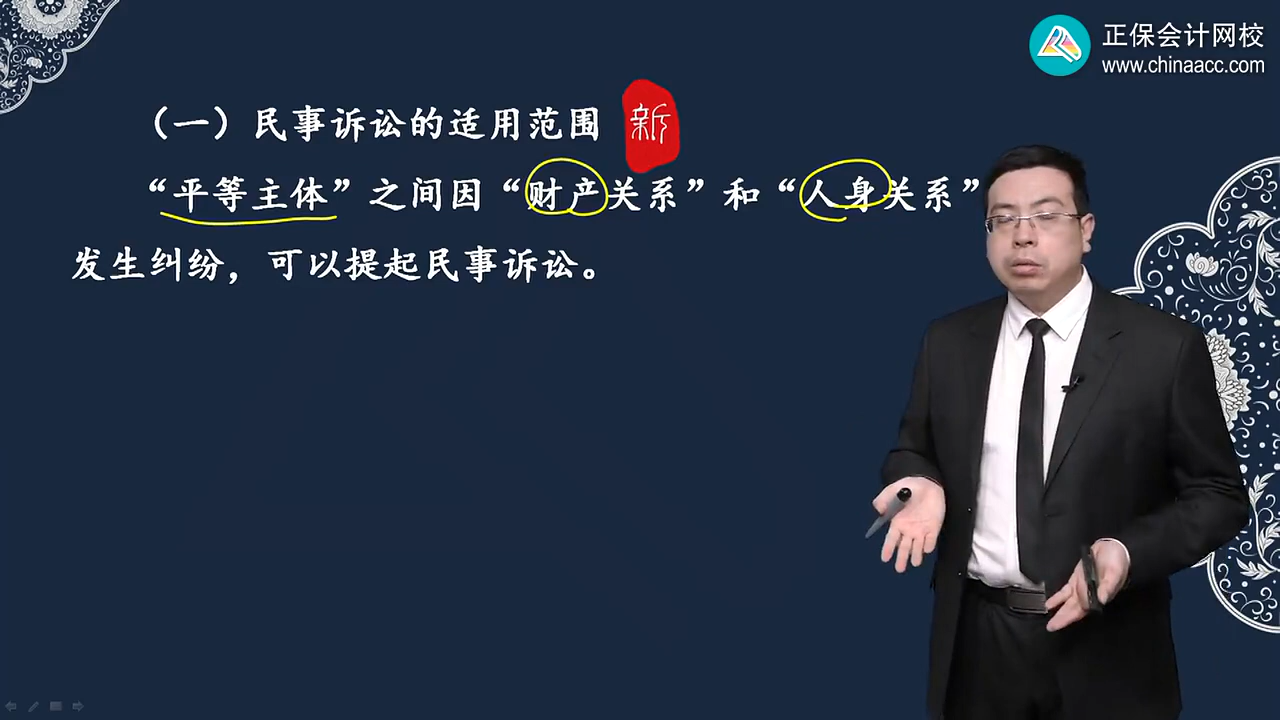 正保会计网校
www.chinaacc.com
（一）民事诉讼的适用范围 新
“平等主体”之间因“财产关系”和“人身关系”
发生纠纷，可以提起民事诉讼。